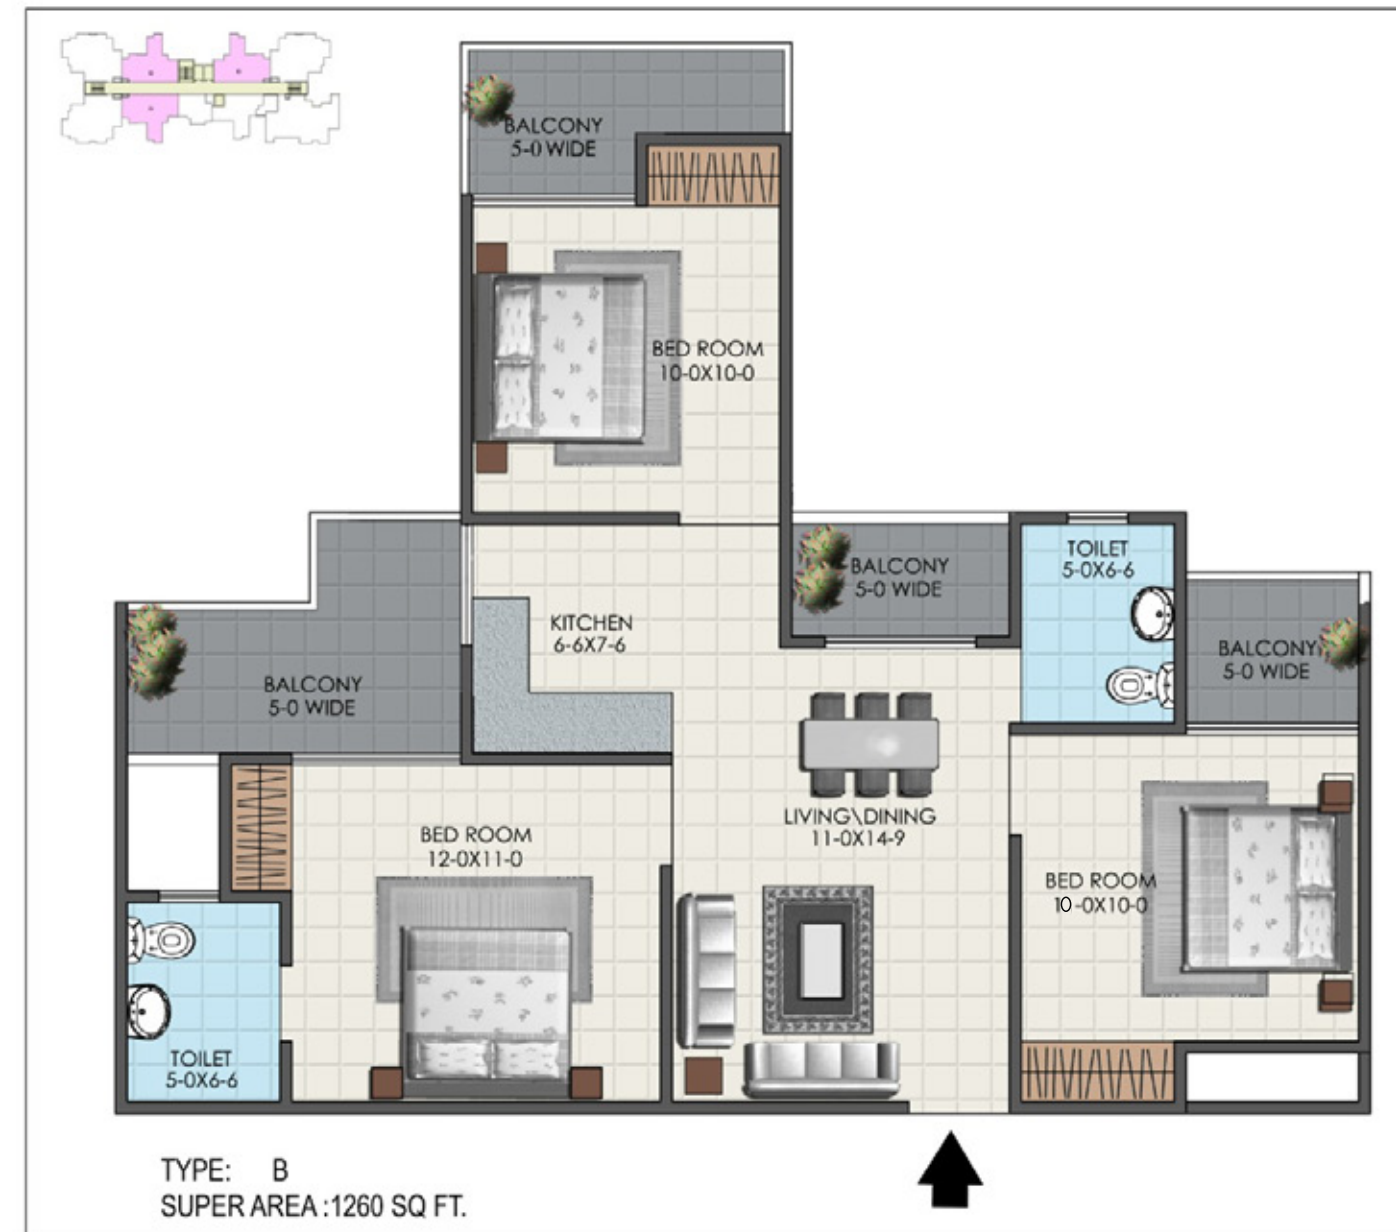 BALCONY
5-0 WIDE
BED ROOM
10-0X10-0
BALCONY
5-0 WIDE
TOILET
5-0X6-6
KITCHEN
6-6X7-6
BALCONY
5-0 WIDE
BALCONY
5-0 WIDE
LIVING\DINING
11-0X14-9
BED ROOM
12-0X11-0
BED ROOM
10-0X10-0
TOILET
5-0X6-6
TYPE: B
SUPER AREA :1260 SQ FT.